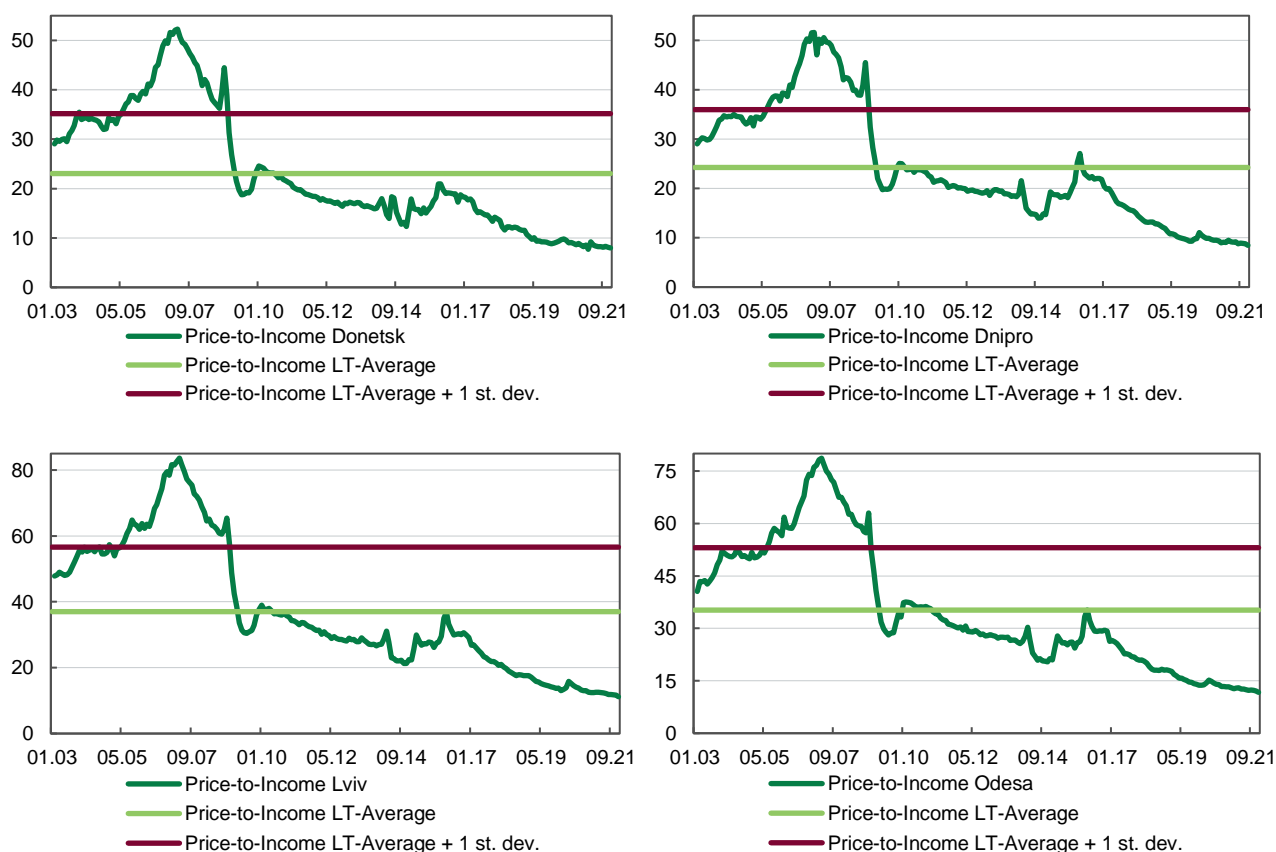 50
40
30
20
10
0
01.03 05.05 09.07 01.10 05.12 09.14 01.17 05.19 09.21
Price-to-Income Donetsk
Price-to-Income LT-Average
Price-to-Income LT-Average + 1 st. dev.
50
40
30
20
10
0
01.03 05.05 09.07 01.10 05.12 09.14 01.17 05.19 09.21
Price-to-Income Dnipro
Price-to-Income LT-Average
Price-to-Income LT-Average + 1 st. dev.
80
60
40
20
0
01.03 05.05 09.07 01.10 05.12 09.14 01.17 05.19 09.21
Price-to-Income Lviv
Price-to-Income LT-Average
Price-to-Income LT-Average + 1 st. dev.
75
60
45
30
15
0
01.03 05.05 09.07 01.10 05.12 09.14 01.17 05.19 09.21
Price-to-Income Odesa
Price-to-Income LT-Average
Price-to-Income LT-Average + 1 st. dev.